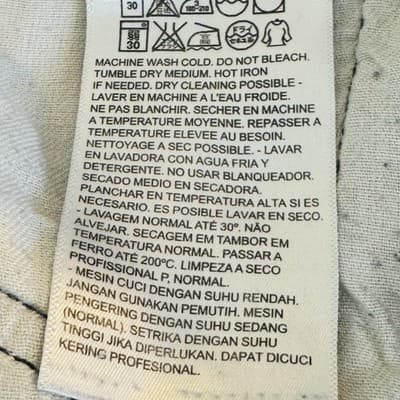 30
30
MACHINE WASH COLD. DO NOT BLEACH.
TUMBLE DRY MEDIUM. HOT IRON
IF NEEDED. DRY CLEANING POSSIBLE -
LAVER EN MACHINE A L'EAU FROIDE.
NE PAS BLANCHIR. SECHER EN MACHINE
A TEMPERATURE MOYENNE. REPASSER A
TEMPERATURE ELEVEE AU BESOIN.
NETTOYAGE A SEC POSSIBLE. - LAVAR
EN LAVADORA CON AGUA FRIA Y
DETERGENTE. NO USAR BLANQUEADOR.
SECADO MEDIO EN SECADORA.
PLANCHAR EN TEMPERATURA ALTA SI ES
NECESARIO. ES POSIBLE LAVAR EN SECO.
- LAVAGEM NORMAL ATÉ 30º. NÃO
ALVEJAR. SECAGEM EM TAMBOR EM
TEMPERATURA NORMAL. PASSAR A
FERRO ATÉ 200ºC. LIMPEZA A SECO
PROFISSIONAL P, NORMAL.
- MESIN CUCI DENGAN SUHU RENDAH.
JANGAN GUNAKAN PEMUTIH. MESIN
PENGERING DENGAN SUHU SEDANG
(NORMAL). SETRIKA DENGAN SUHU
TINGGI JIKA DIPERLUKAN. DAPAT DICUCI
KERING PROFESIONAL.